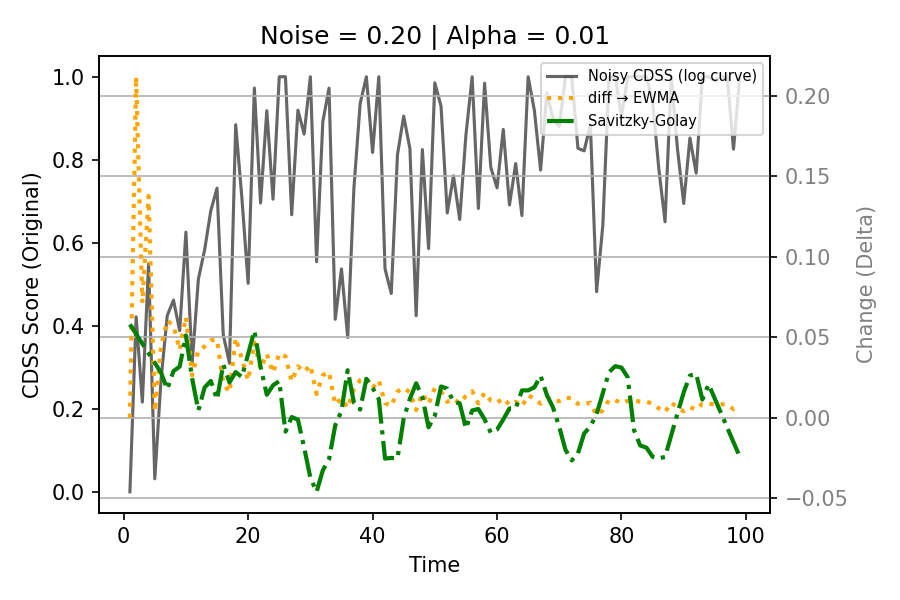 Noise = 0.20 | Alpha = 0.01
Noisy CDSS (log curve)
diff → EWMA
Savitzky-Golay
CDSS Score (Original)
1.0
0.8
0.6
0.4
0.2
0.0
0.20
0.15
0.10
0.05
0.00
−0.05
Change (Delta)
0 20 40 60 80 100
Time